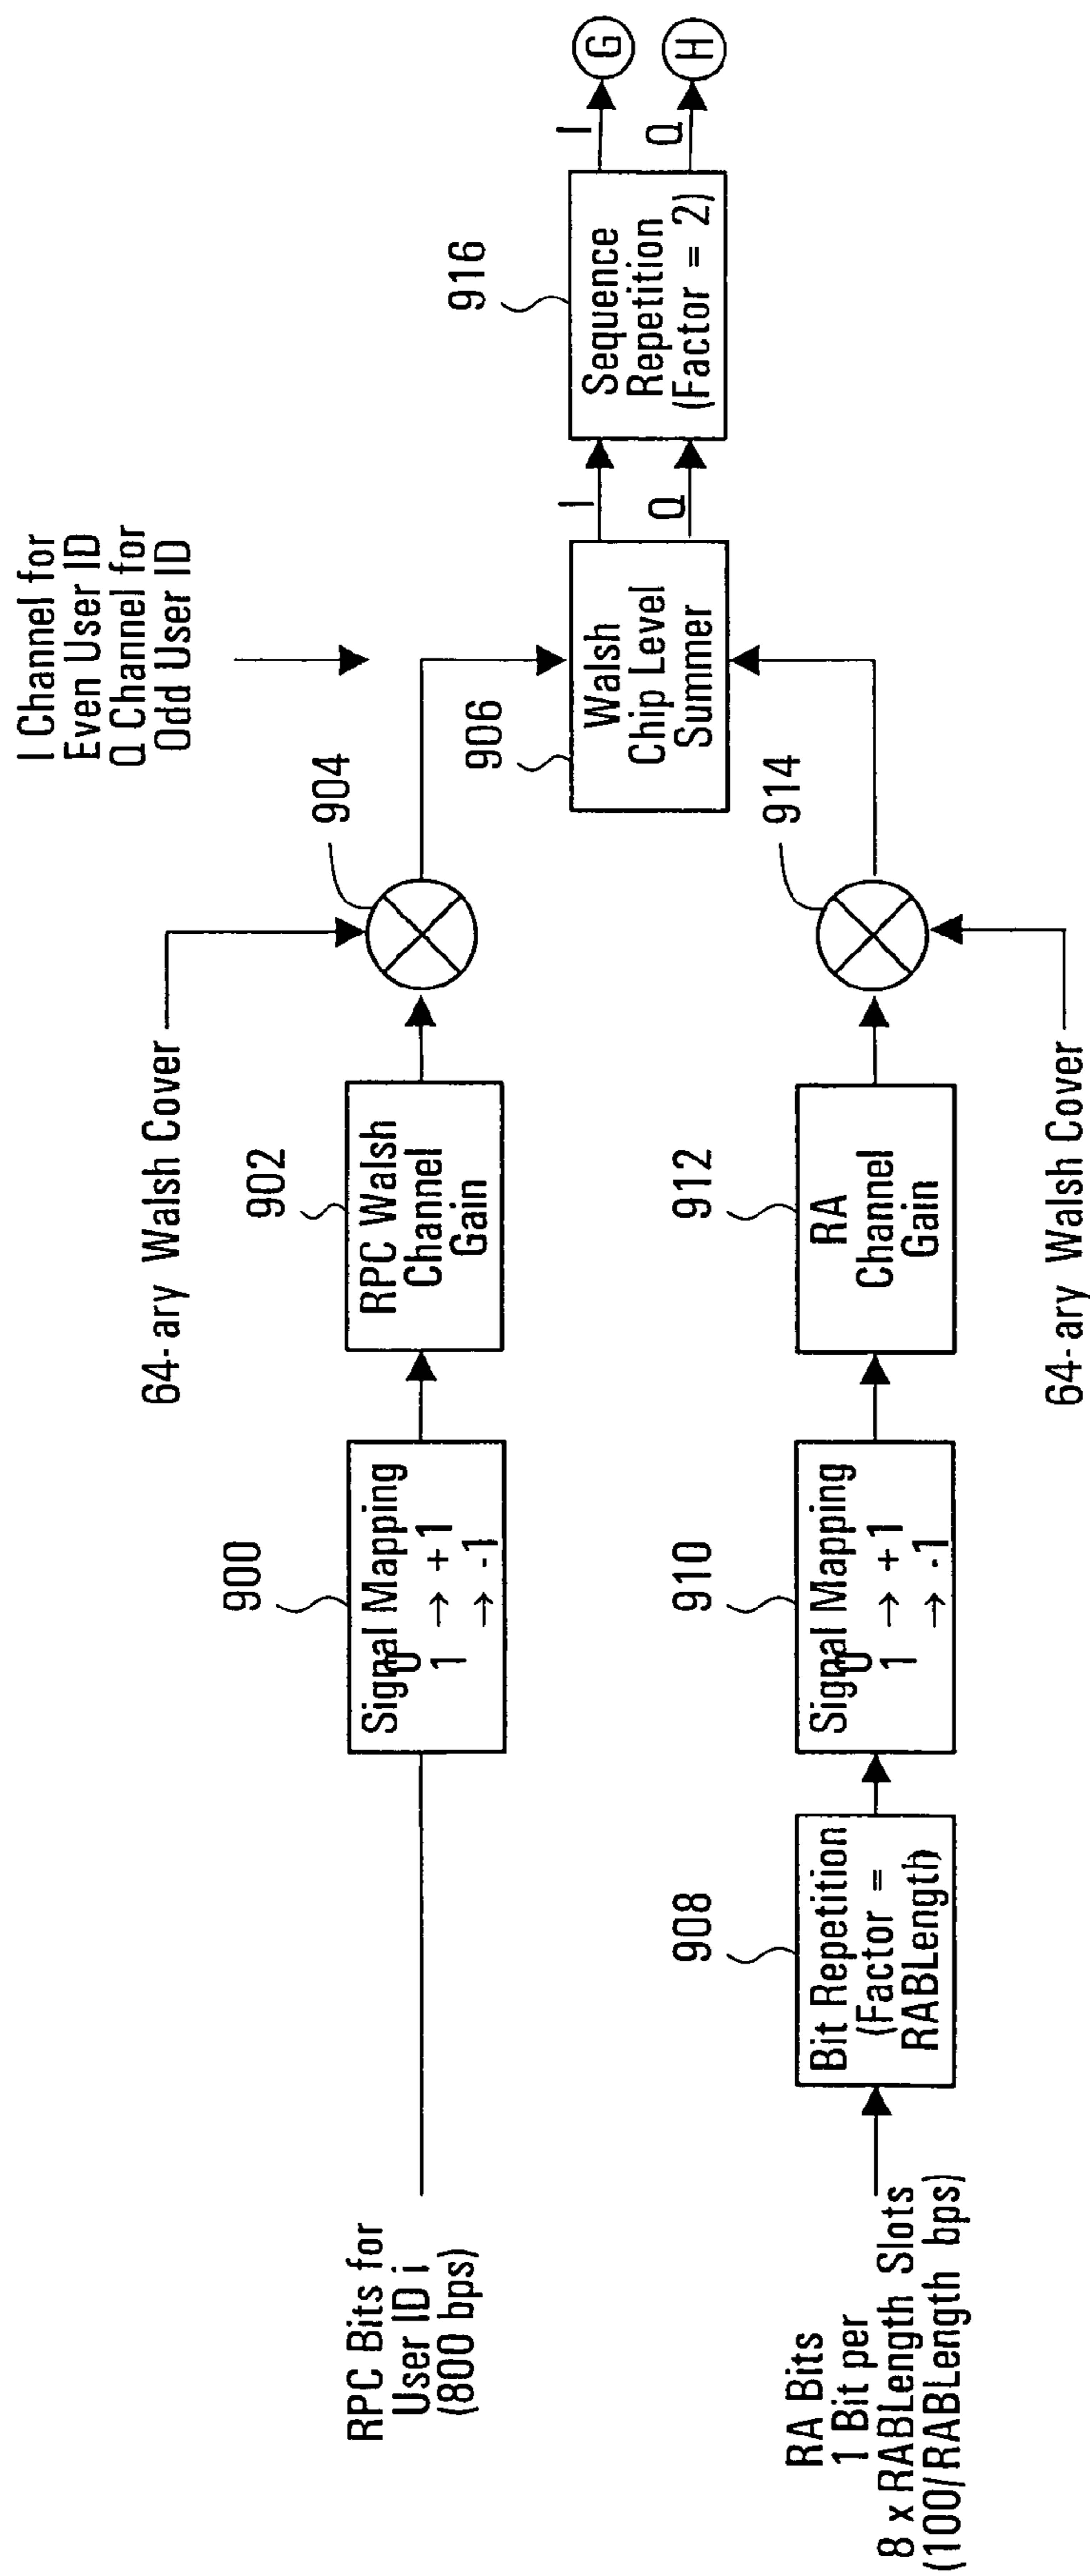 I Channel for
Even User ID
Q Channel for
Odd User ID
64-ary Walsh Cover
904
RPC Bits for
User ID i
(800 bps)
900
Signal Mapping
0 → +1
1 → -1
902
RPC Walsh
Channel
Gain
906
Walsh
Chip Level
Summer
I
Q
916
Sequence
Repetition
(Factor = 2)
I
Q
G
H
RA Bits
1 Bit per
8 x RABLength Slots
(100/RABLength bps)
908
Bit Repetition
(Factor =
RABLength)
910
Signal Mapping
0 → +1
1 → -1
912
RA
Channel
Gain
914
64-ary Walsh Cover